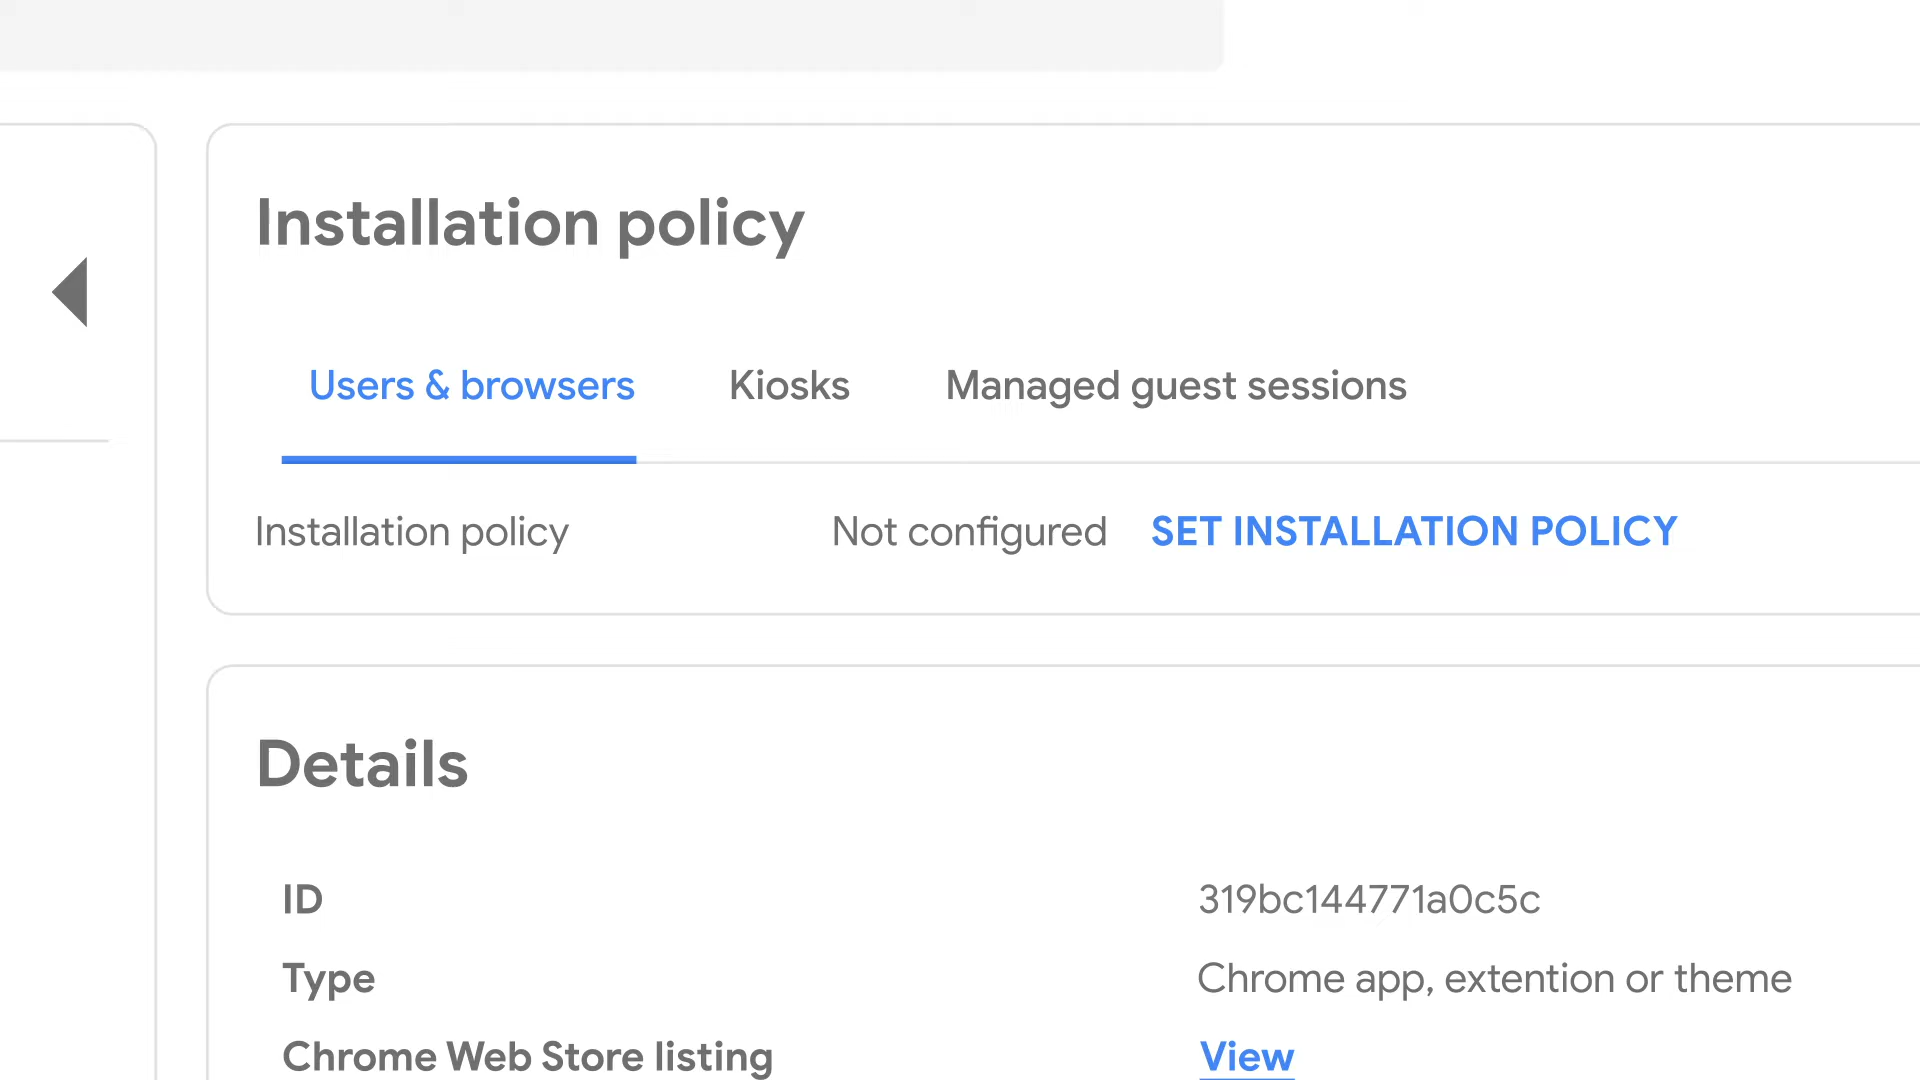 Installation policy
Users & browsers Kiosks Managed guest sessions
Installation policy Not configured SET INSTALLATION POLICY
Details
ID 319bc144771a0c5c
Type Chrome app, extention or theme
Chrome Web Store listing View